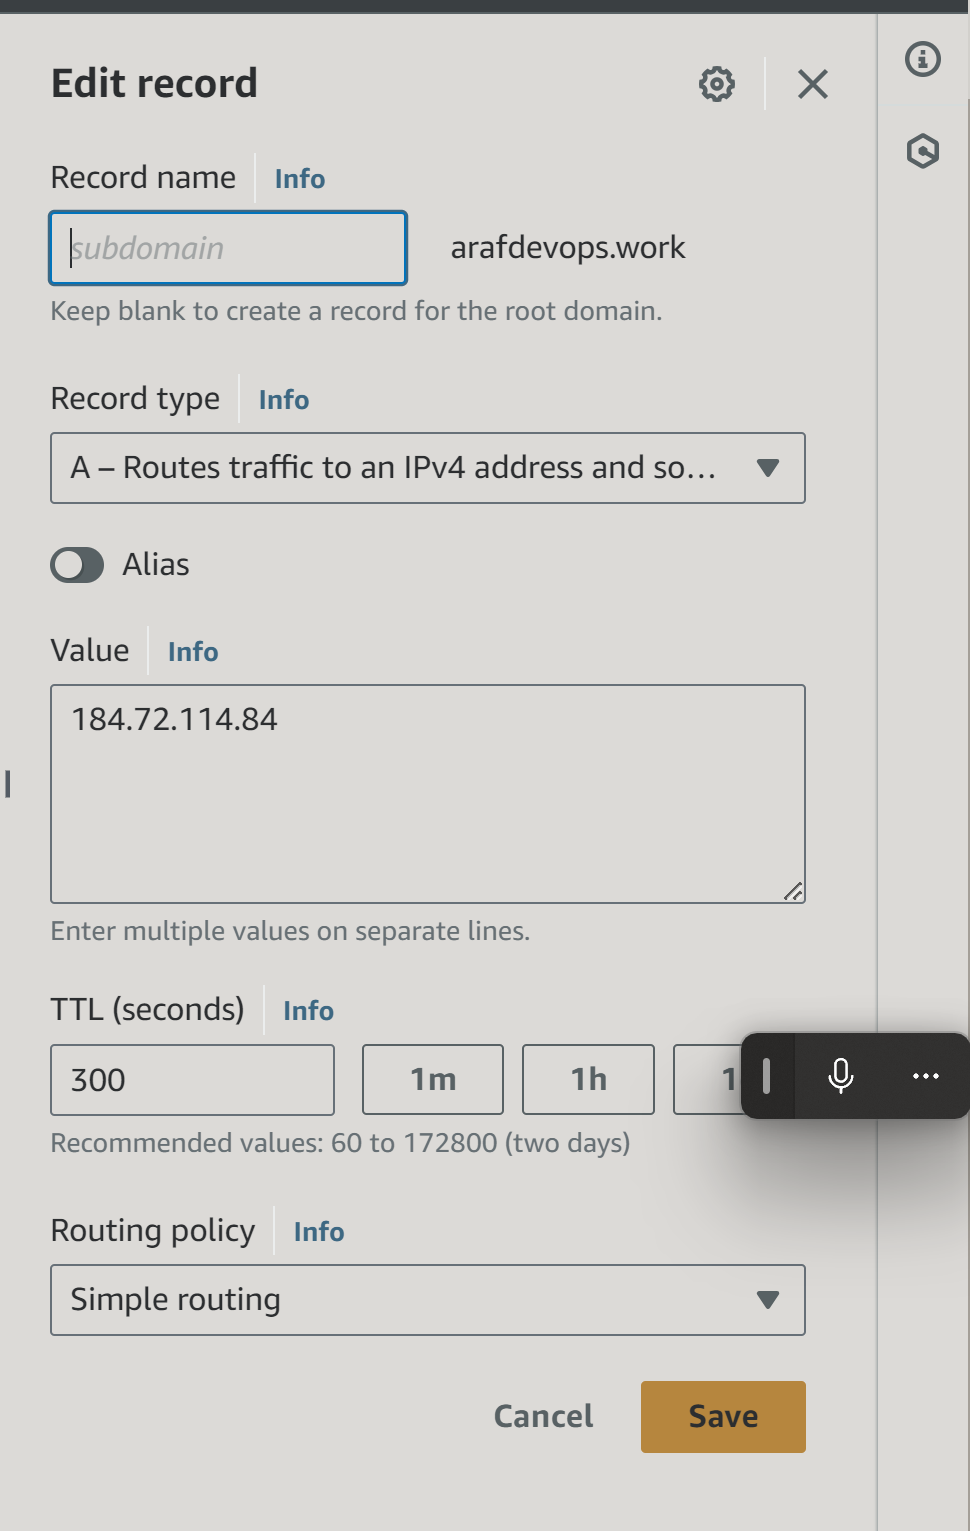 Edit record
Record name Info
subdomain arafdevops.work
Keep blank to create a record for the root domain.
Record type Info
A – Routes traffic to an IPv4 address and so...
Alias
Value Info
184.72.114.84
Enter multiple values on separate lines.
TTL (seconds) Info
300 1m 1h 1
Recommended values: 60 to 172800 (two days)
Routing policy Info
Simple routing
Cancel Save